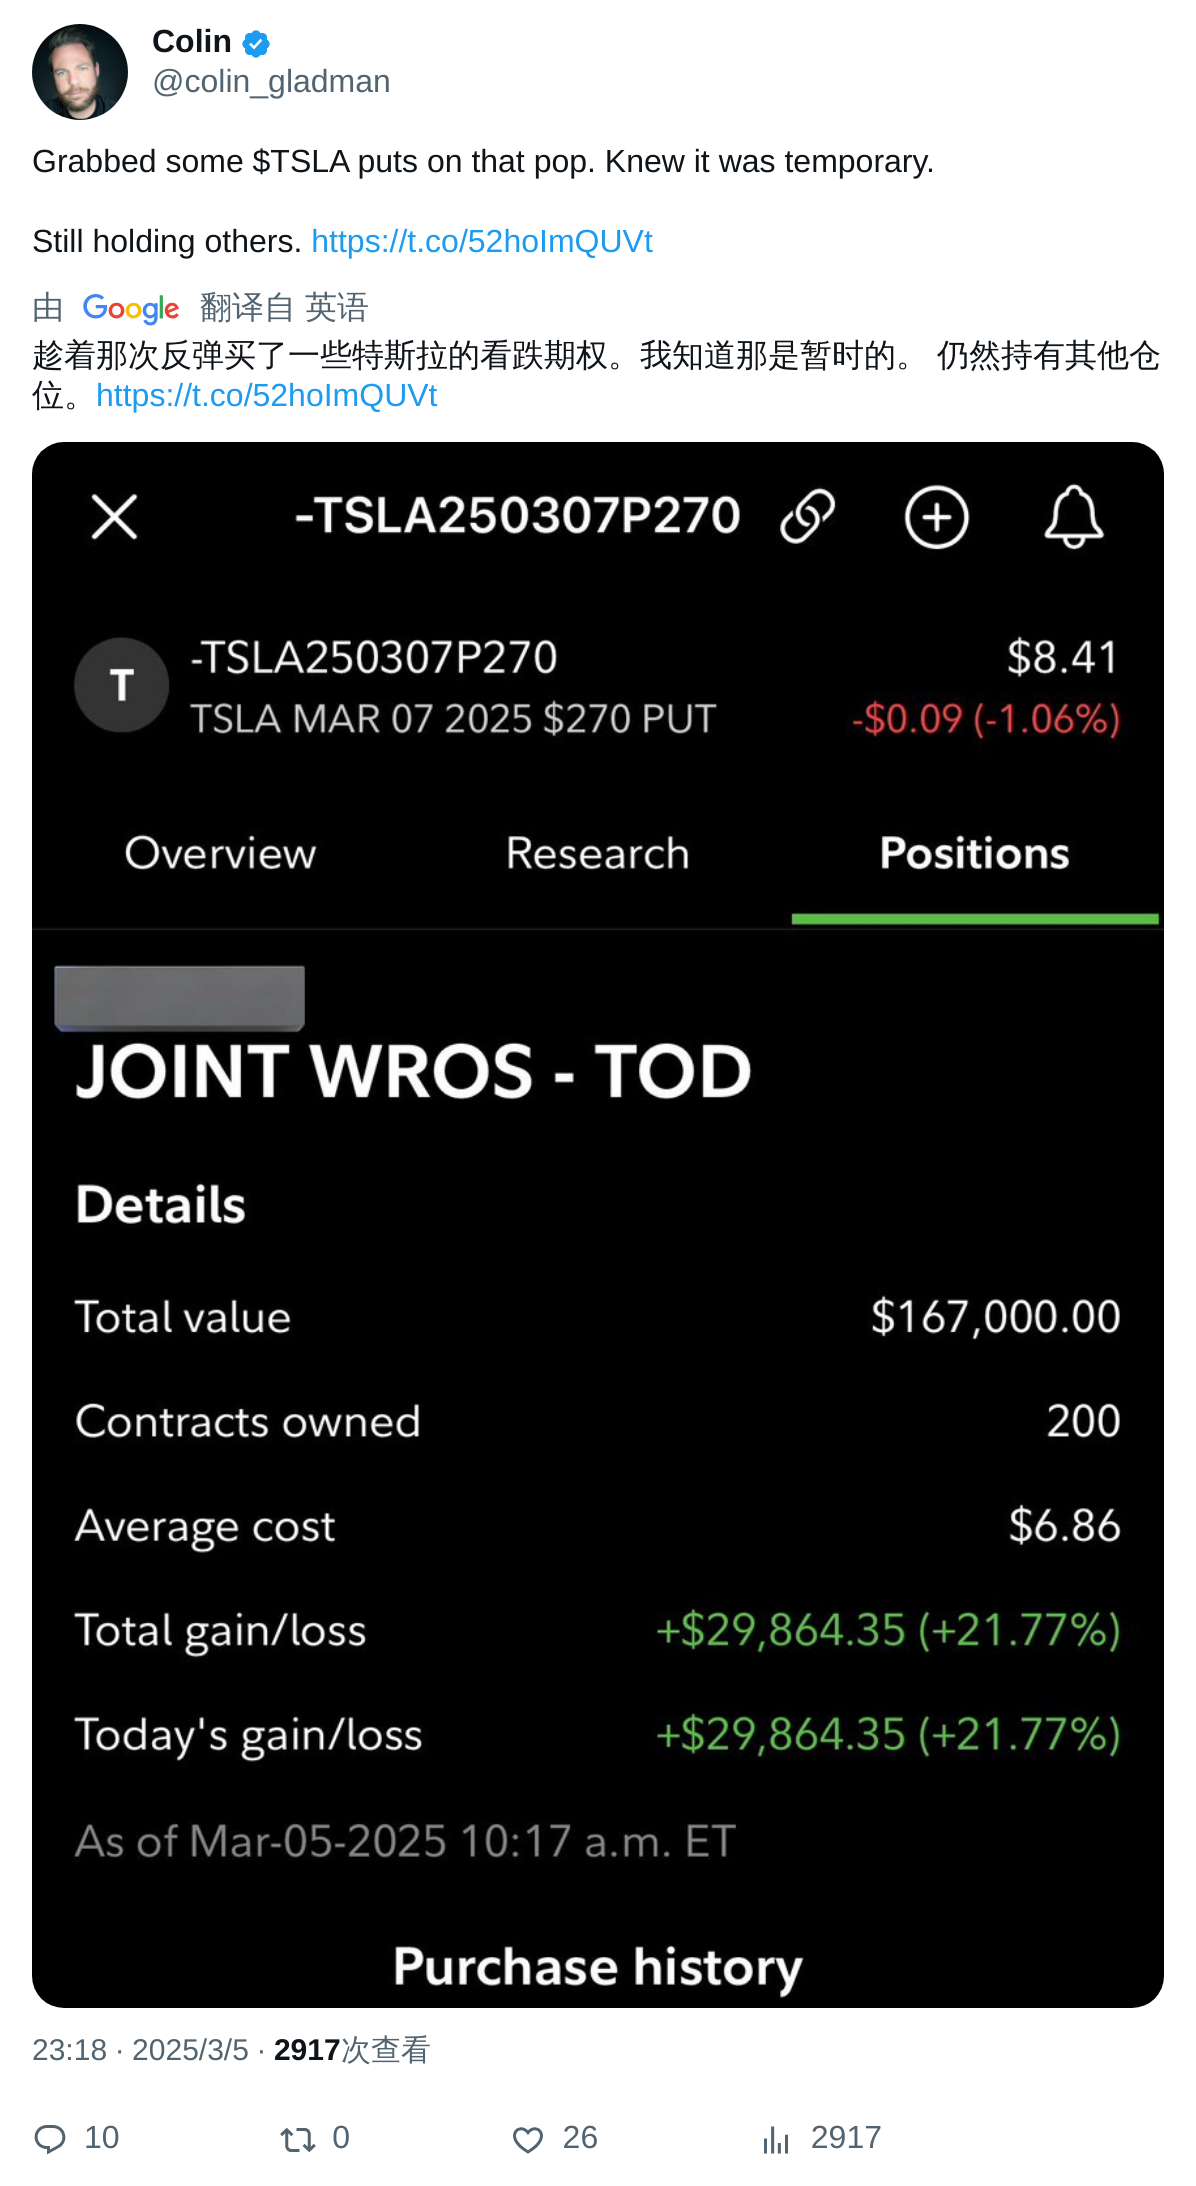 Colin
@colin_gladman
Grabbed some $TSLA puts on that pop. Knew it was temporary.
Still holding others. https://t.co/52hoImQUVt
由 Google 翻译自 英语
趁着那次反弹买了一些特斯拉的看跌期权。我知道那是暂时的。 仍然持有其他仓
位。https://t.co/52hoImQUVt
-TSLA250307P270
T
-TSLA250307P270
$8.41
TSLA MAR 07 2025 $270 PUT
-$0.09 (-1.06%)
Overview
Research
Positions
JOINT WROS - TOD
Details
Total value $167,000.00
Contracts owned 200
Average cost $6.86
Total gain/loss +$29,864.35 (+21.77%)
Today's gain/loss +$29,864.35 (+21.77%)
As of Mar-05-2025 10:17 a.m. ET
Purchase history
23:18 · 2025/3/5 · 2917次查看
10 0 26 2917